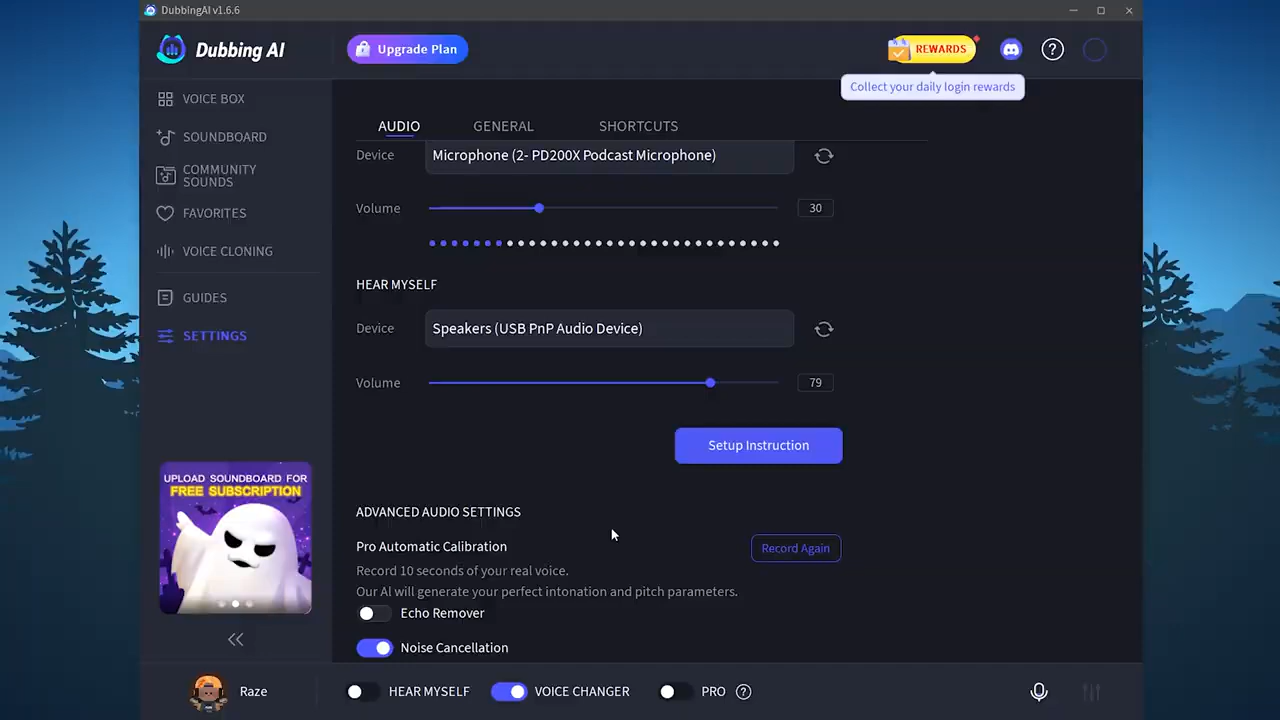 DubbingAI v1.6.6
Dubbing AI
Upgrade Plan
REWARDS
Collect your daily login rewards
VOICE BOX
SOUNDBOARD
COMMUNITY
SOUNDS
FAVORITES
VOICE CLONING
GUIDES
SETTINGS
UPLOAD SOUNDBOARD FOR
FREE SUBSCRIPTION
AUDIO GENERAL SHORTCUTS
Device Microphone (2- PD200X Podcast Microphone)
Volume 30
HEAR MYSELF
Device Speakers (USB PnP Audio Device)
Volume 79
Setup Instruction
ADVANCED AUDIO SETTINGS
Pro Automatic Calibration Record Again
Record 10 seconds of your real voice.
Our AI will generate your perfect intonation and pitch parameters.
Echo Remover
Noise Cancellation
Raze HEAR MYSELF VOICE CHANGER PRO ?